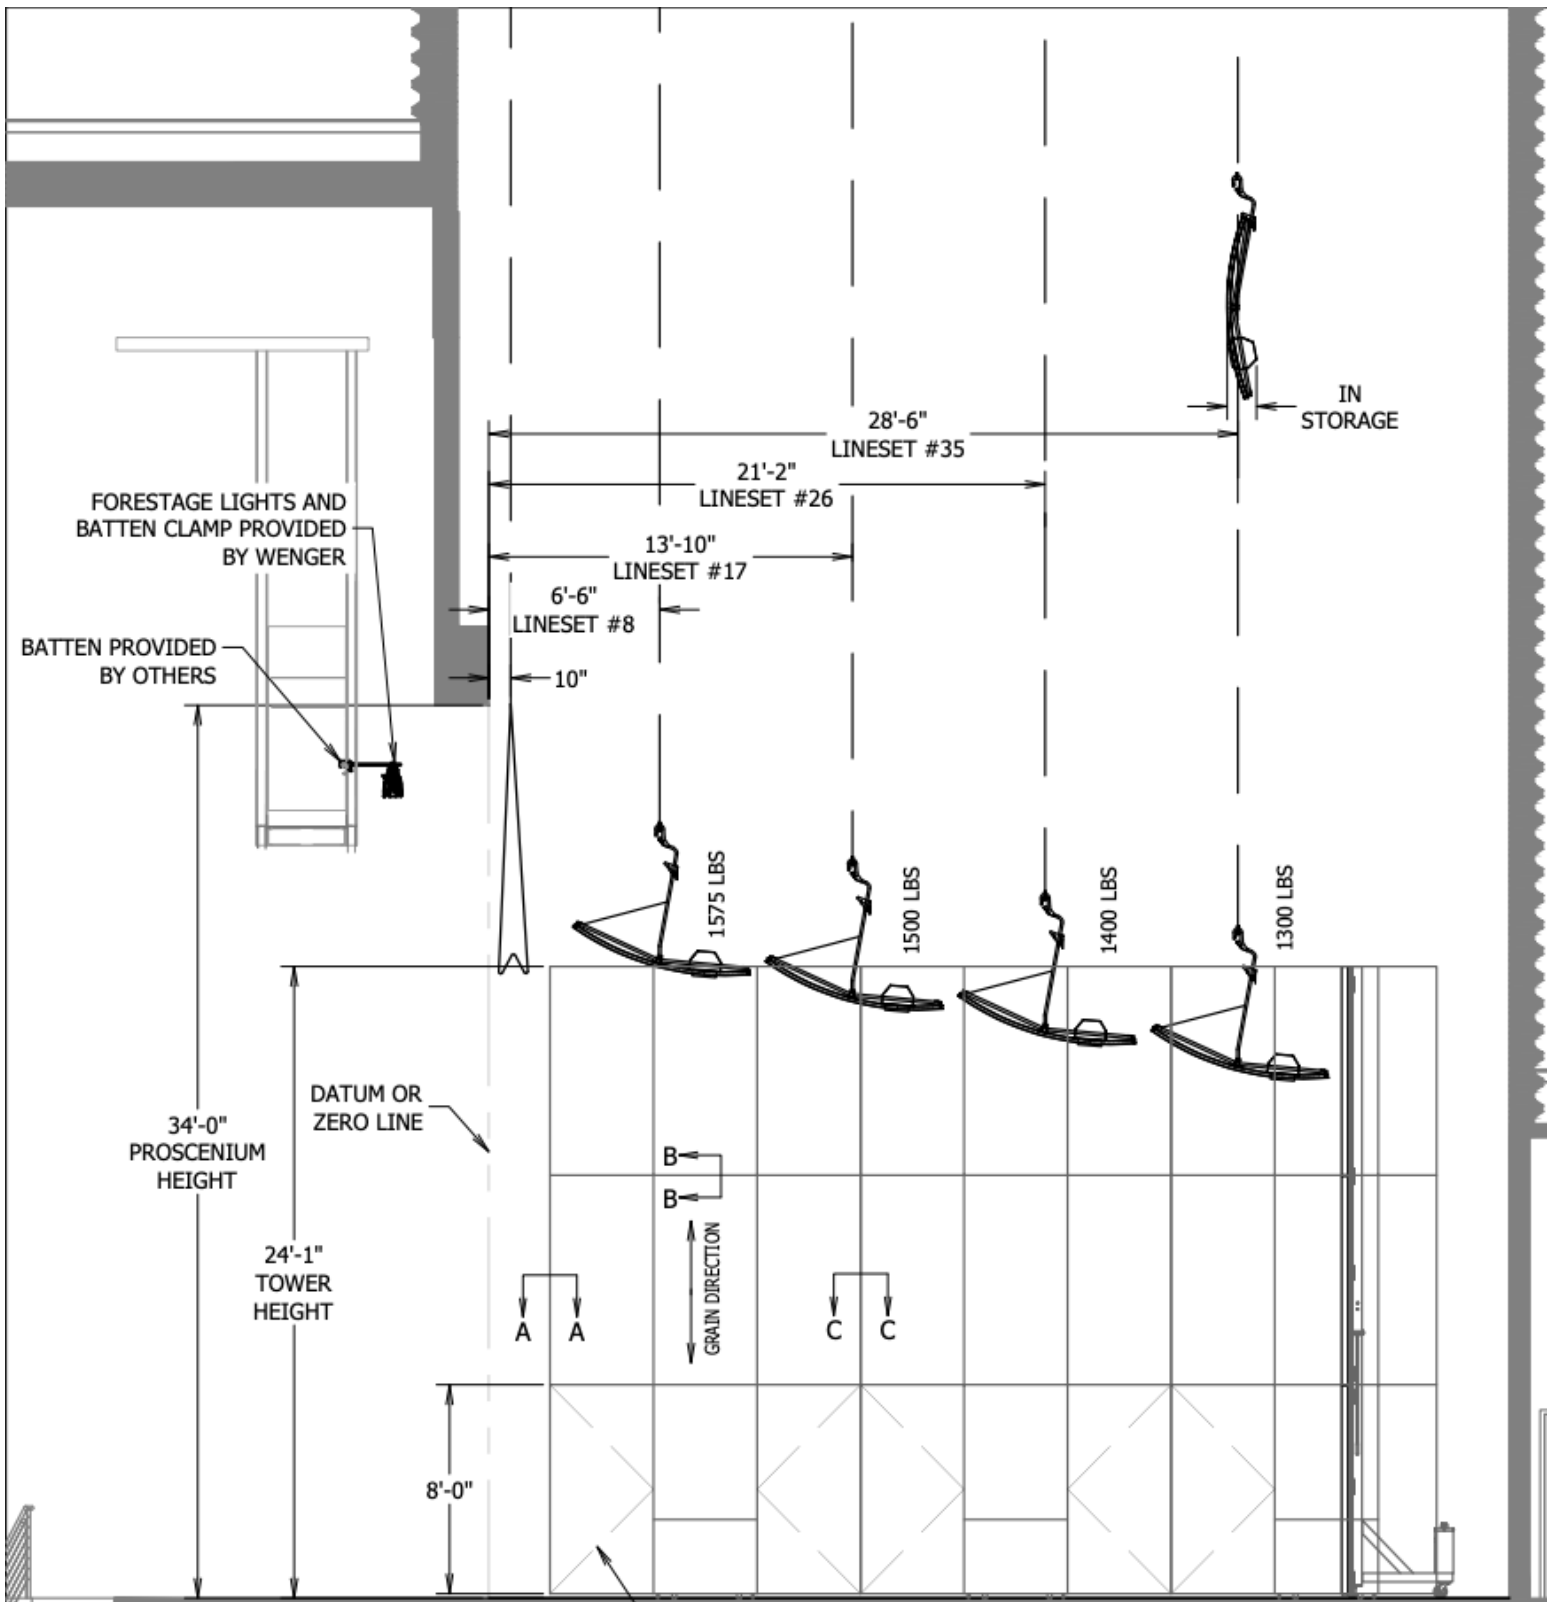 IN
STORAGE
28'-6"
LINESET #35
21'-2"
LINESET #26
FORESTAGE LIGHTS AND
BATTEN CLAMP PROVIDED
BY WENGER
13'-10"
LINESET #17
6'-6"
LINESET #8
BATTEN PROVIDED
BY OTHERS
10"
1575 LBS
1500 LBS
1400 LBS
1300 LBS
DATUM OR
ZERO LINE
34'-0"
PROSCENIUM
HEIGHT
B
B
24'-1"
TOWER
HEIGHT
GRAIN DIRECTION
A A
C C
8'-0"